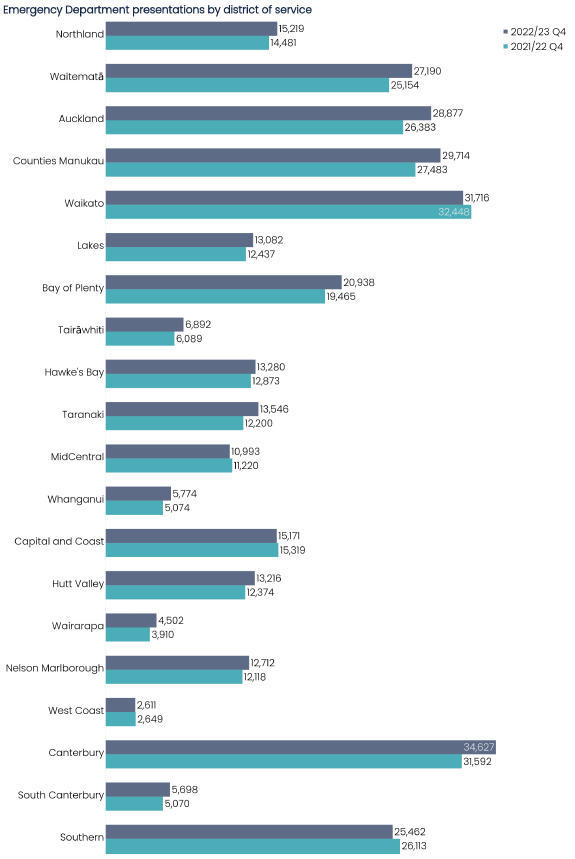 Emergency Department presentations by district of service
2022/23 Q4
2021/22 Q4
Northland
15,219
14,481
Waitematā
27,190
25,154
Auckland
28,877
26,383
Counties Manukau
29,714
27,483
Waikato
31,716
32,448
Lakes
13,082
12,437
Bay of Plenty
20,938
19,465
Tairāwhiti
6,892
6,089
Hawke's Bay
13,280
12,873
Taranaki
13,546
12,200
MidCentral
10,993
11,220
Whanganui
5,774
5,074
Capital and Coast
15,171
15,319
Hutt Valley
13,216
12,374
Wairarapa
4,502
3,910
Nelson Marlborough
12,712
12,118
West Coast
2,611
2,649
Canterbury
34,627
31,592
South Canterbury
5,698
5,070
Southern
25,462
26,113